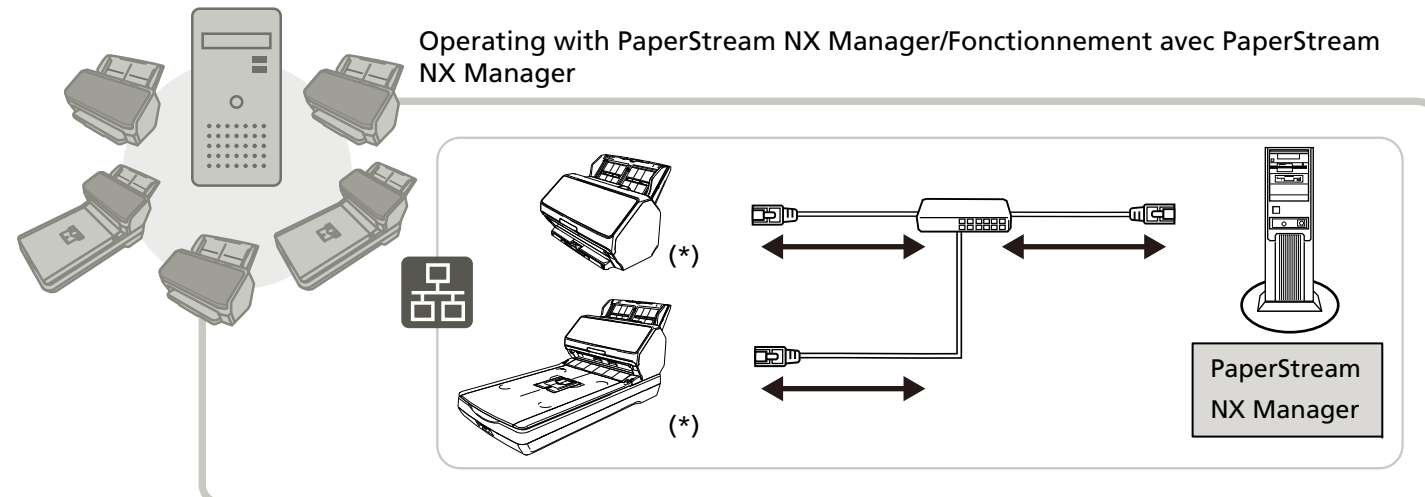 Operating with PaperStream NX Manager/Fonctionnement avec PaperStream
NX Manager
(*)
(*)
PaperStream
NX Manager